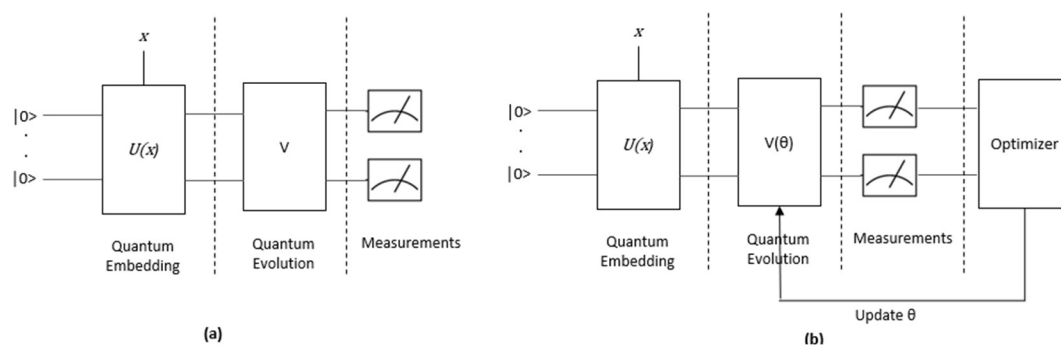 x
|0>
.
.
|0>
U(x)
V
Quantum
Embedding
Quantum
Evolution
Measurements
(a)
x
|0>
.
.
|0>
U(x)
V(θ)
Optimizer
Quantum
Embedding
Quantum
Evolution
Measurements
Update θ
(b)